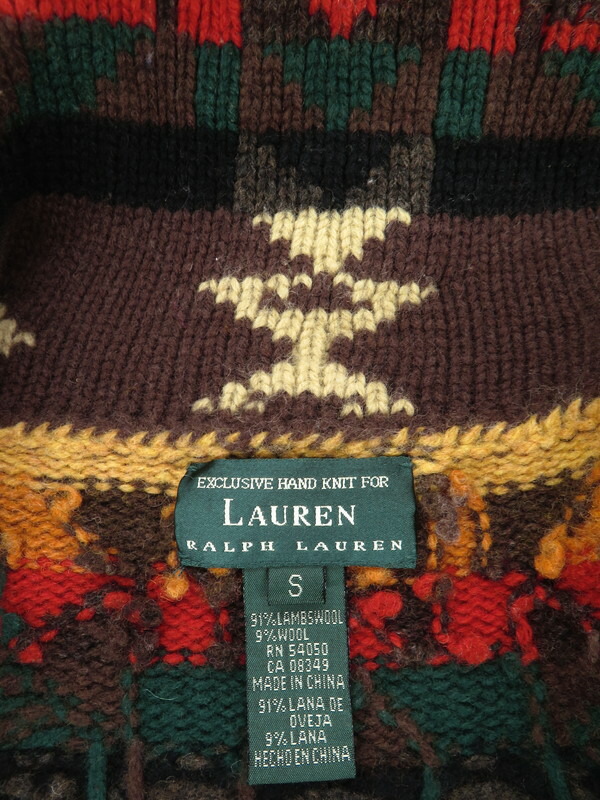 EXCLUSIVE HAND KNIT FOR
LAUREN
RALPH LAUREN
S
91% LAMBSWOOL
9% WOOL
RN 54050
CA 08349
MADE IN CHINA
91% LANA DE
OVEJA
9% LANA
HECHO EN CHINA